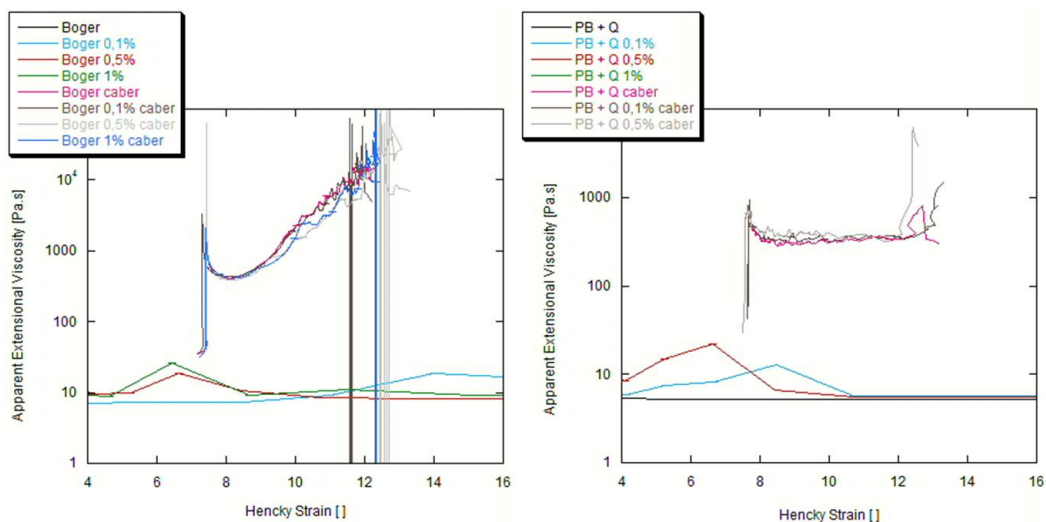 Boger
Boger 0,1%
Boger 0,5%
Boger 1%
Boger caber
Boger 0,1% caber
Boger 0,5% caber
Boger 1% caber
Apparent Extensional Viscosity [Pa.s]
10⁴
1000
100
10
1
4 6 8 10 12 14 16
Hencky Strain [ ]
PB + Q
PB + Q 0,1%
PB + Q 0,5%
PB + Q 1%
PB + Q caber
PB + Q 0,1% caber
PB + Q 0,5% caber
Apparent Extensional Viscosity [Pa.s]
1000
100
10
1
4 6 8 10 12 14 16
Hencky Strain [ ]